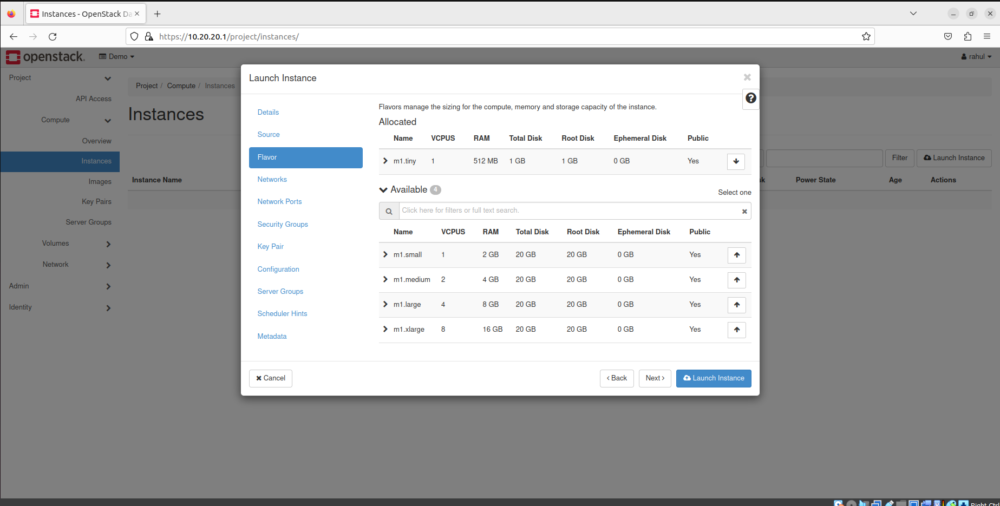 Instances - OpenStack Da
https://10.20.20.1/project/instances/
openstack. Demo rahul
Project
API Access
Compute
Overview
Instances
Images
Key Pairs
Server Groups
Volumes
Network
Admin
Identity
Project / Compute / Instances
Instances
Filter Launch Instance
Instance Name Power State Age Actions
Launch Instance
Details
Source
Flavor
Networks
Network Ports
Security Groups
Key Pair
Configuration
Server Groups
Scheduler Hints
Metadata
Flavors manage the sizing for the compute, memory and storage capacity of the instance.
Allocated
Name VCPUS RAM Total Disk Root Disk Ephemeral Disk Public
m1.tiny 1 512 MB 1 GB 1 GB 0 GB Yes
Available 4
Select one
Click here for filters or full text search.
Name VCPUS RAM Total Disk Root Disk Ephemeral Disk Public
m1.small 1 2 GB 20 GB 20 GB 0 GB Yes
m1.medium 2 4 GB 20 GB 20 GB 0 GB Yes
m1.large 4 8 GB 20 GB 20 GB 0 GB Yes
m1.xlarge 8 16 GB 20 GB 20 GB 0 GB Yes
Cancel
Back Next Launch Instance
Right Ctr